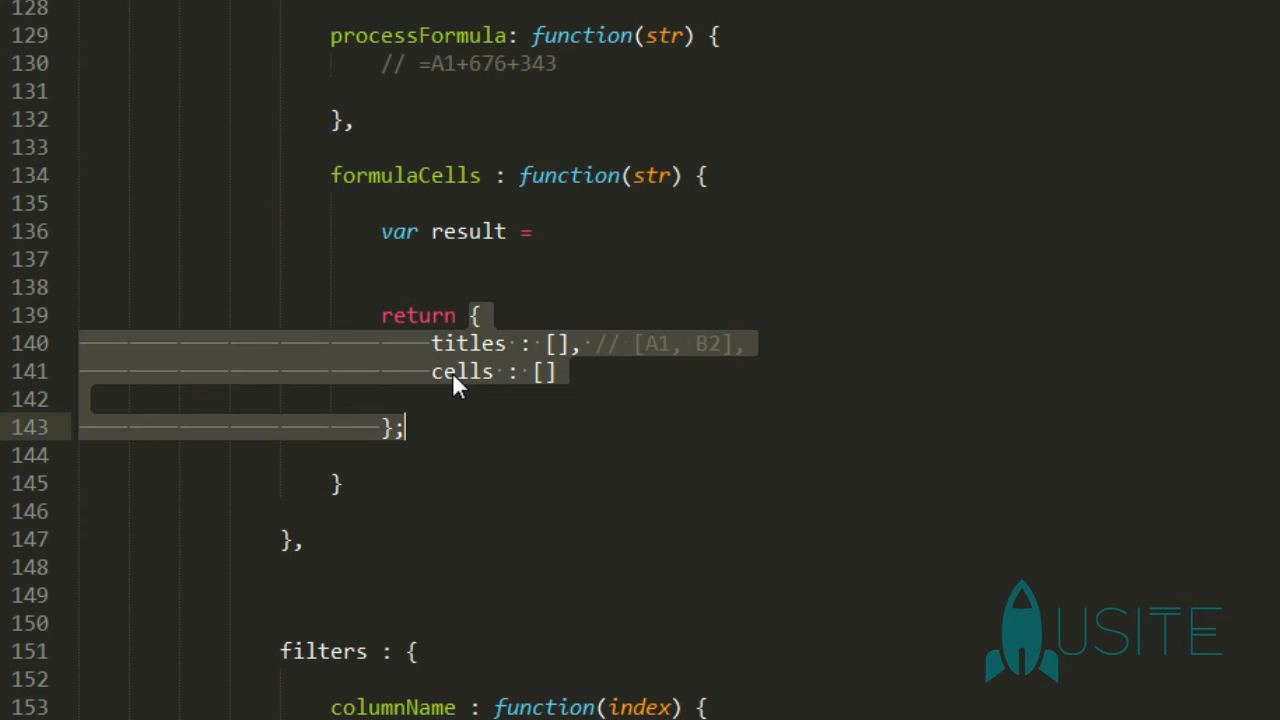 128
129 processFormula: function(str) {
130 // =A1+676+343
131
132 },
133
134 formulaCells : function(str) {
135
136 var result =
137
138
139 return {
140 titles : [], // [A1, B2],
141 cells : []
142
143 };
144
145 }
146
147 },
148
149
150
151 filters : {
152
153 columnName : function(index) {
USITE